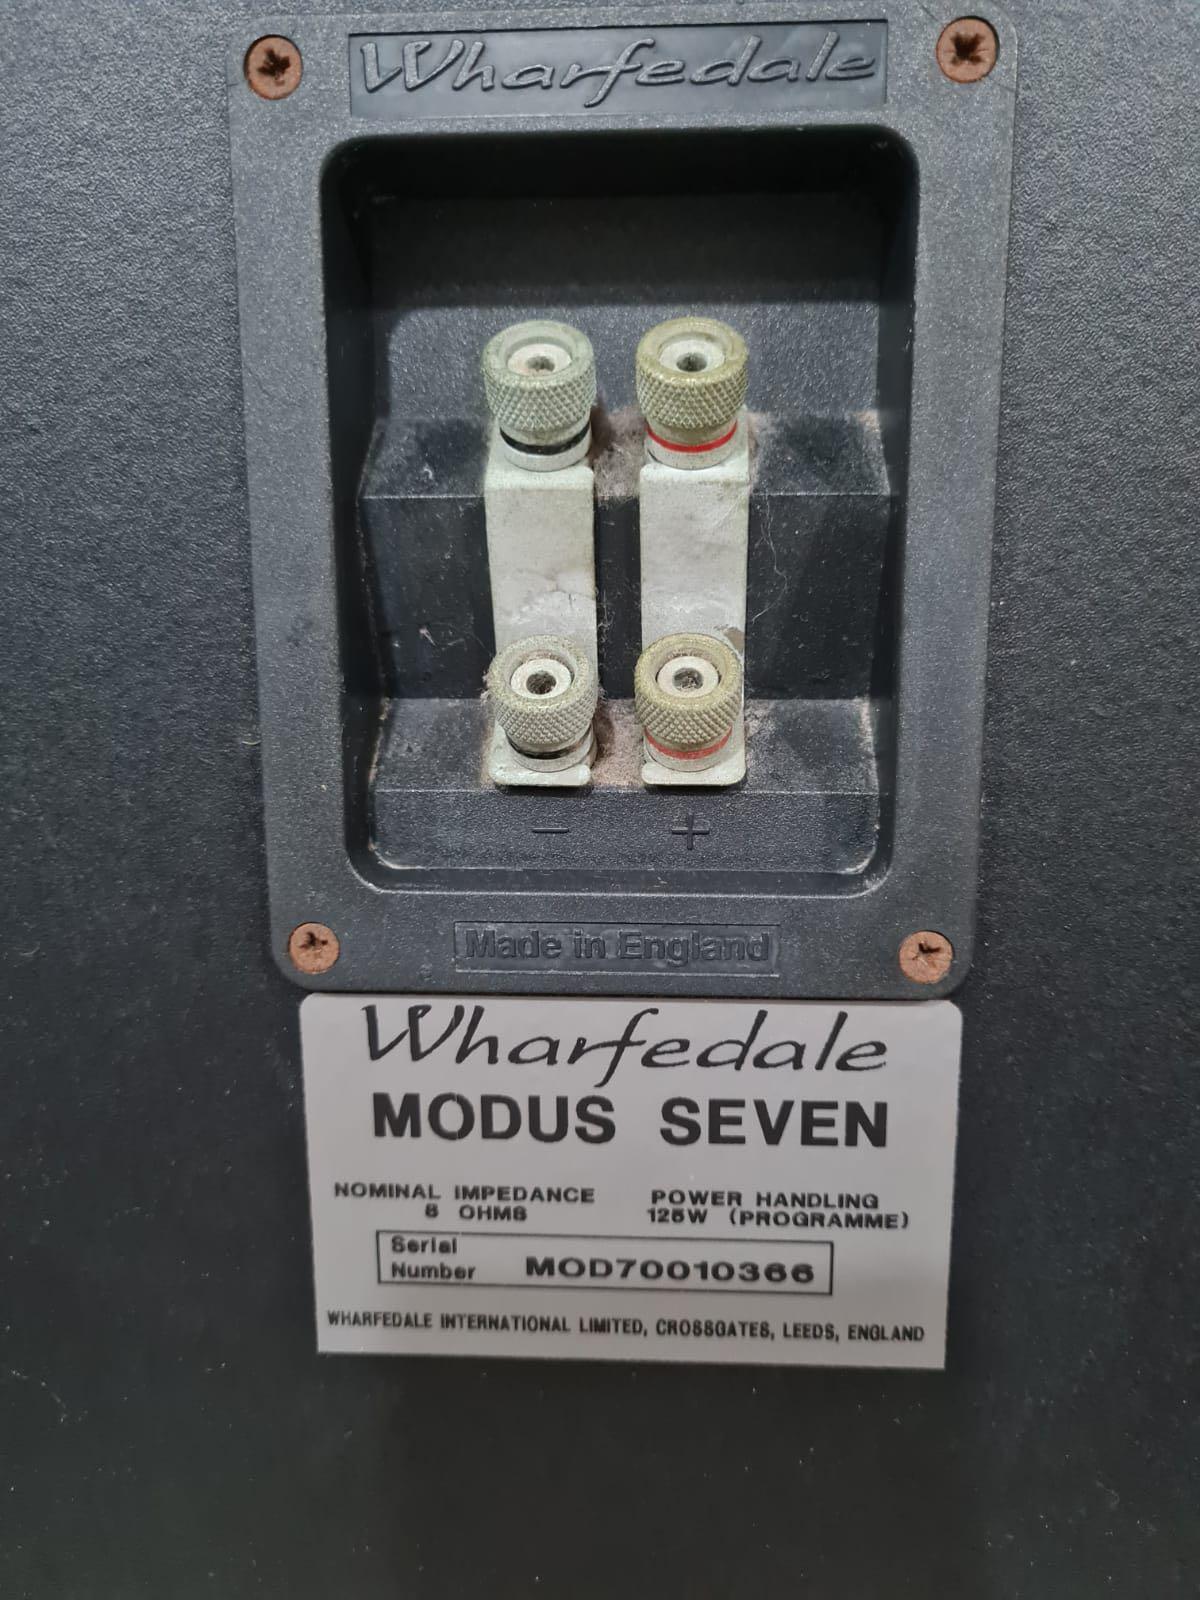 Wharfedale
− +
Made in England
Wharfedale
MODUS SEVEN
NOMINAL IMPEDANCE POWER HANDLING
8 OHMS 125W (PROGRAMME)
Serial
Number MOD70010366
WHARFEDALE INTERNATIONAL LIMITED, CROSSGATES, LEEDS, ENGLAND